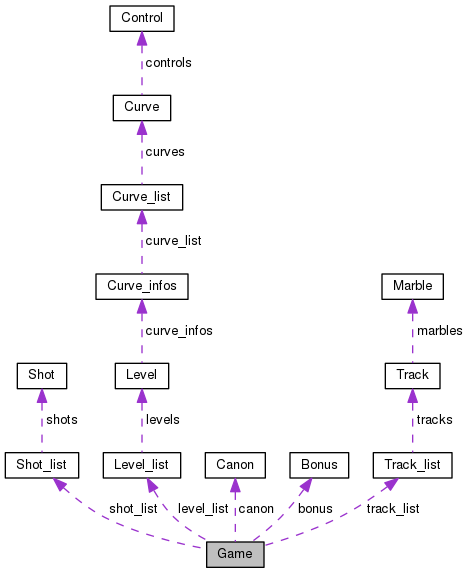 Control
controls
Curve
curves
Curve_list
curve_list
Curve_infos
Marble
curve_infos
marbles
Shot
Level
Track
shots
levels
tracks
Shot_list
Level_list
Canon
Bonus
Track_list
shot_list
level_list
canon
bonus
track_list
Game